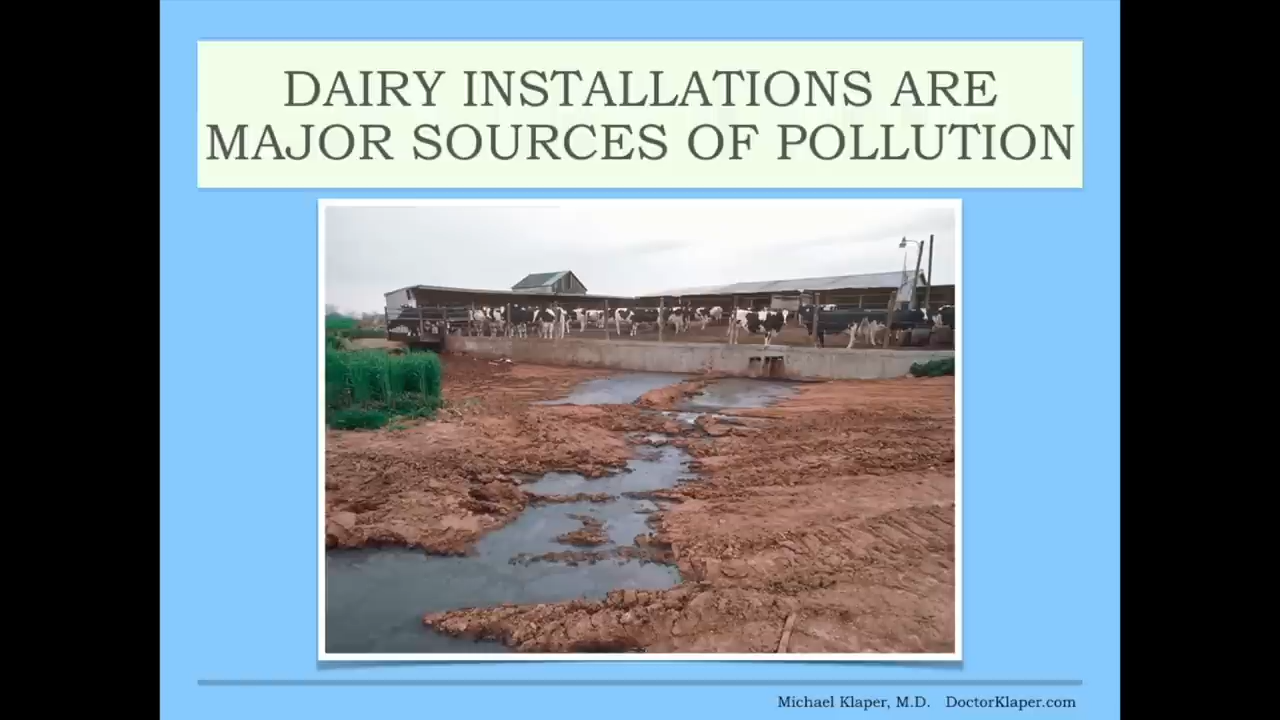 DAIRY INSTALLATIONS ARE
MAJOR SOURCES OF POLLUTION
Michael Klaper, M.D. DoctorKlaper.com